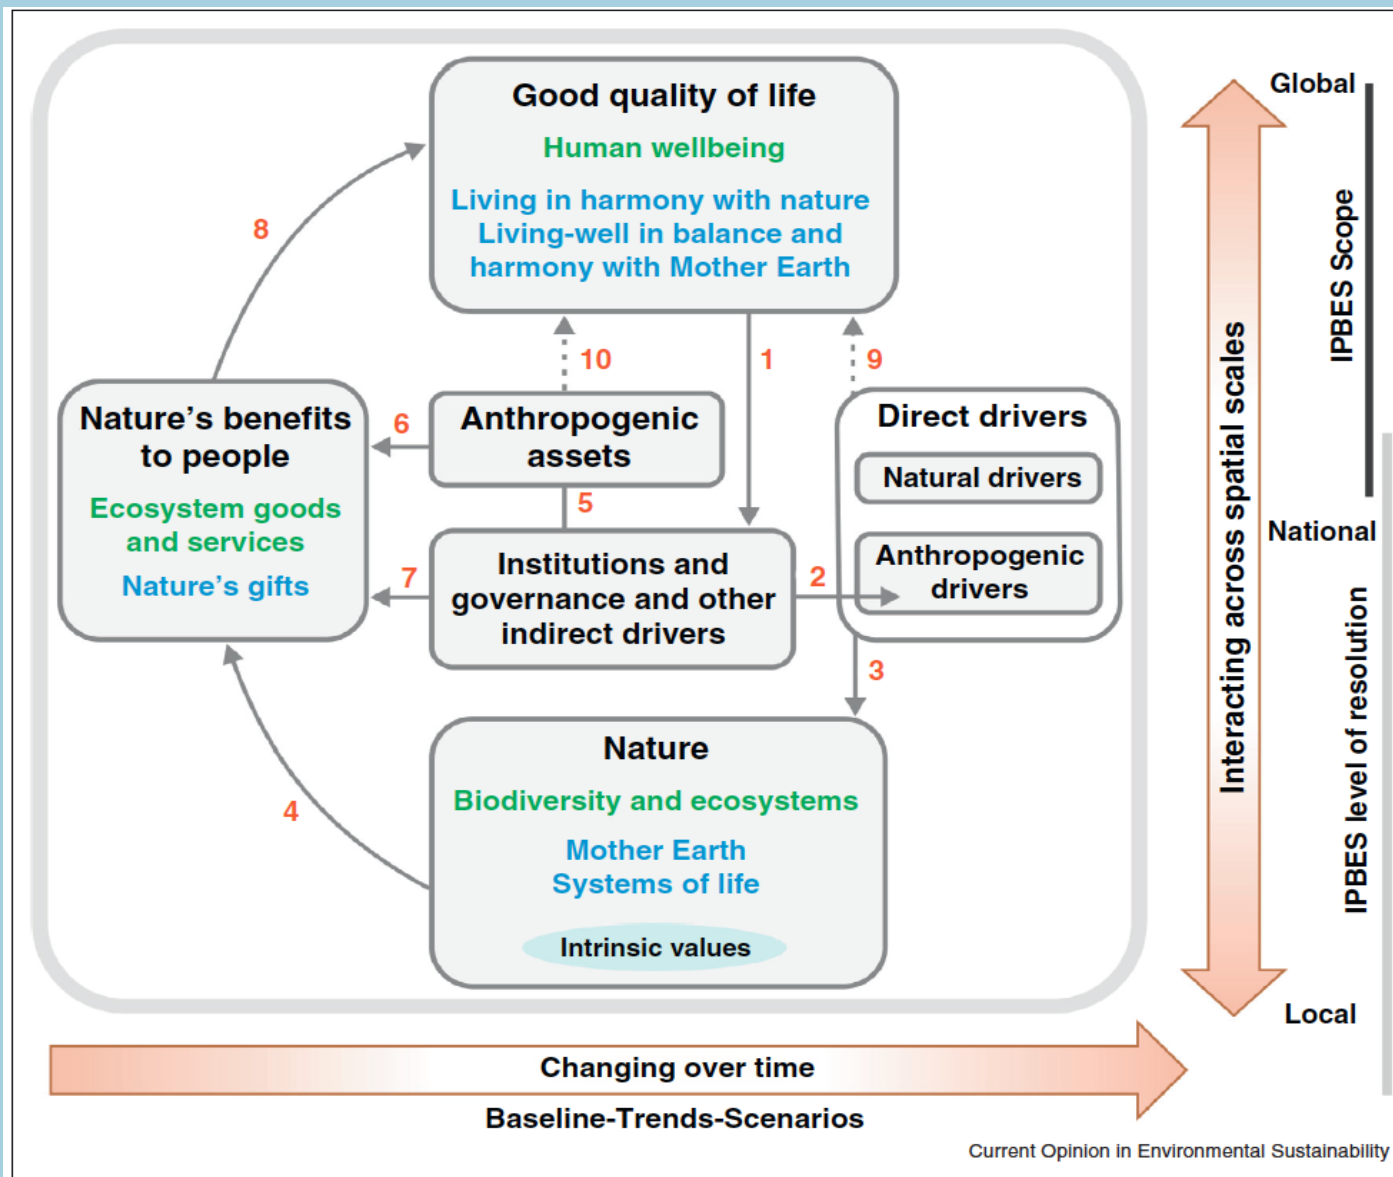 Good quality of life
Human wellbeing
Living in harmony with nature
Living-well in balance and
harmony with Mother Earth
8
10
1
9
Nature's benefits
to people
Ecosystem goods
and services
Nature's gifts
6
Anthropogenic
assets
5
7
Institutions and
governance and other
indirect drivers
2
Direct drivers
Natural drivers
Anthropogenic
drivers
3
4
Nature
Biodiversity and ecosystems
Mother Earth
Systems of life
Intrinsic values
Interacting across spatial scales
Global
National
Local
IPBES Scope
IPBES level of resolution
Changing over time
Baseline-Trends-Scenarios
Current Opinion in Environmental Sustainability